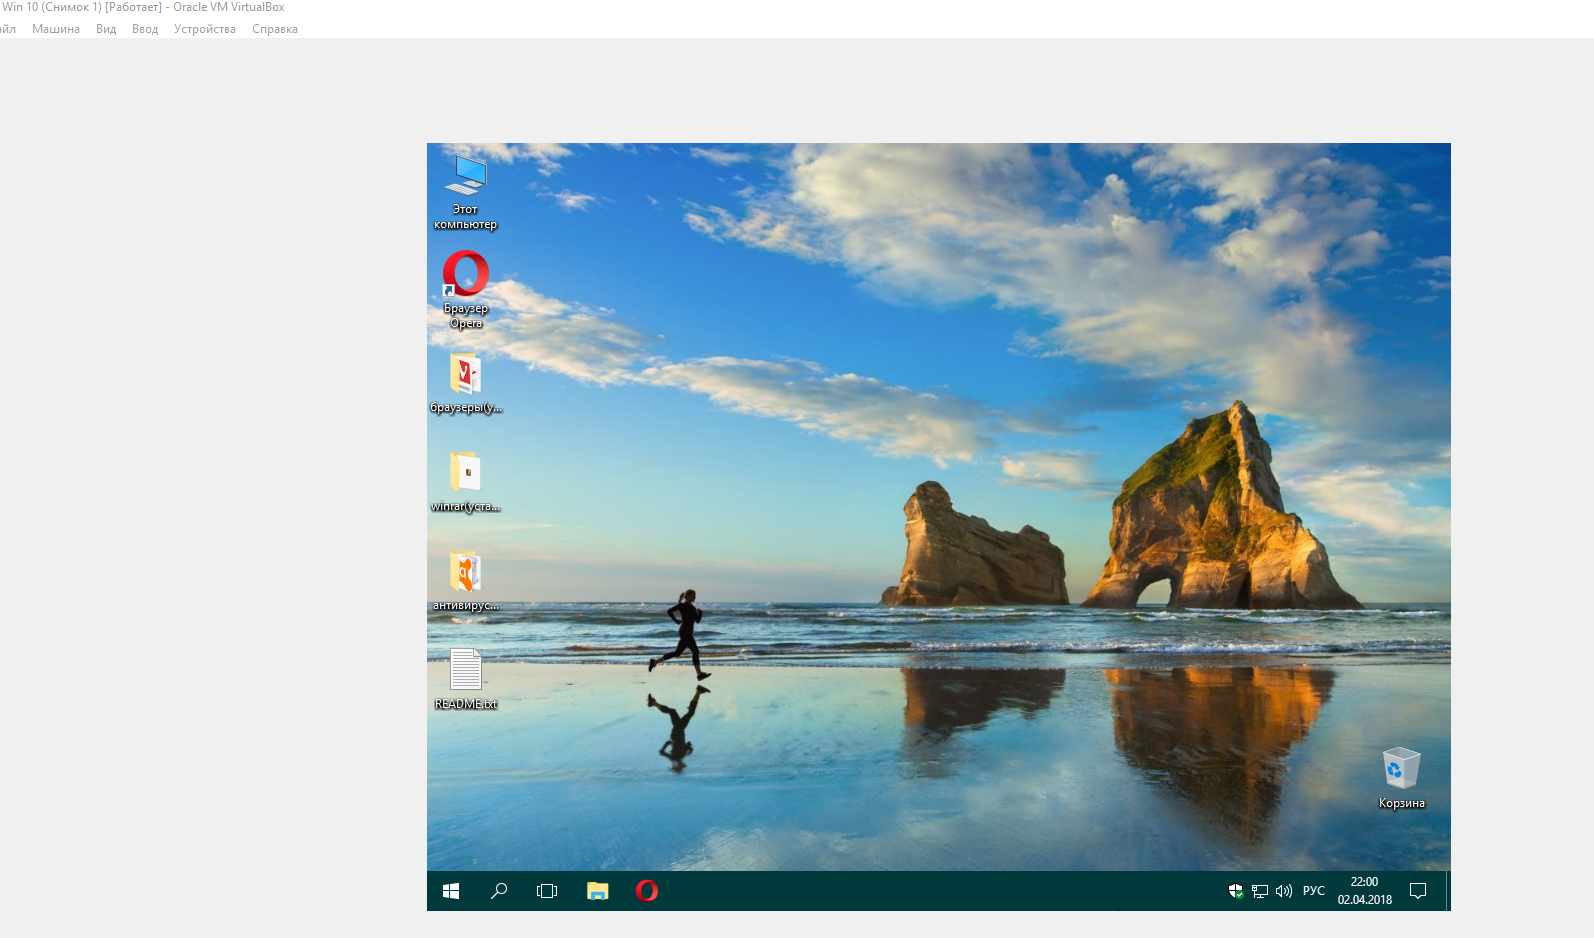 Win 10 (Снимок 1) [Работает] - Oracle VM VirtualBox
айл Машина Вид Ввод Устройства Справка
Этот
компьютер
Браузер
Opera
браузеры(у...
winrar(уста...
антивирус...
README.txt
Корзина
РУС
22:00
02.04.2018